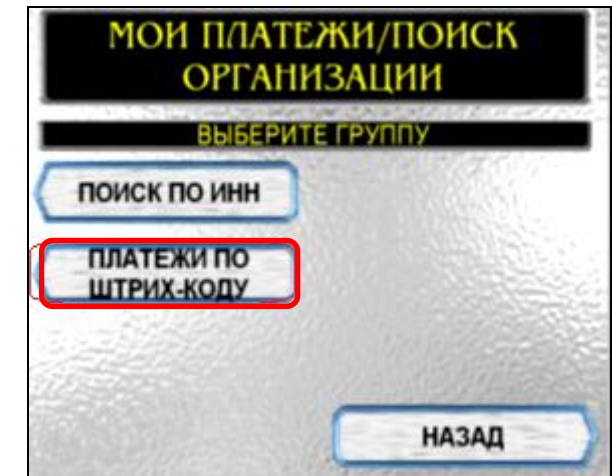 МОИ ПЛАТЕЖИ/ПОИСК
ОРГАНИЗАЦИИ
ВЫБЕРИТЕ ГРУППУ
ПОИСК ПО ИНН
ПЛАТЕЖИ ПО
ШТРИХ-КОДУ
НАЗАД